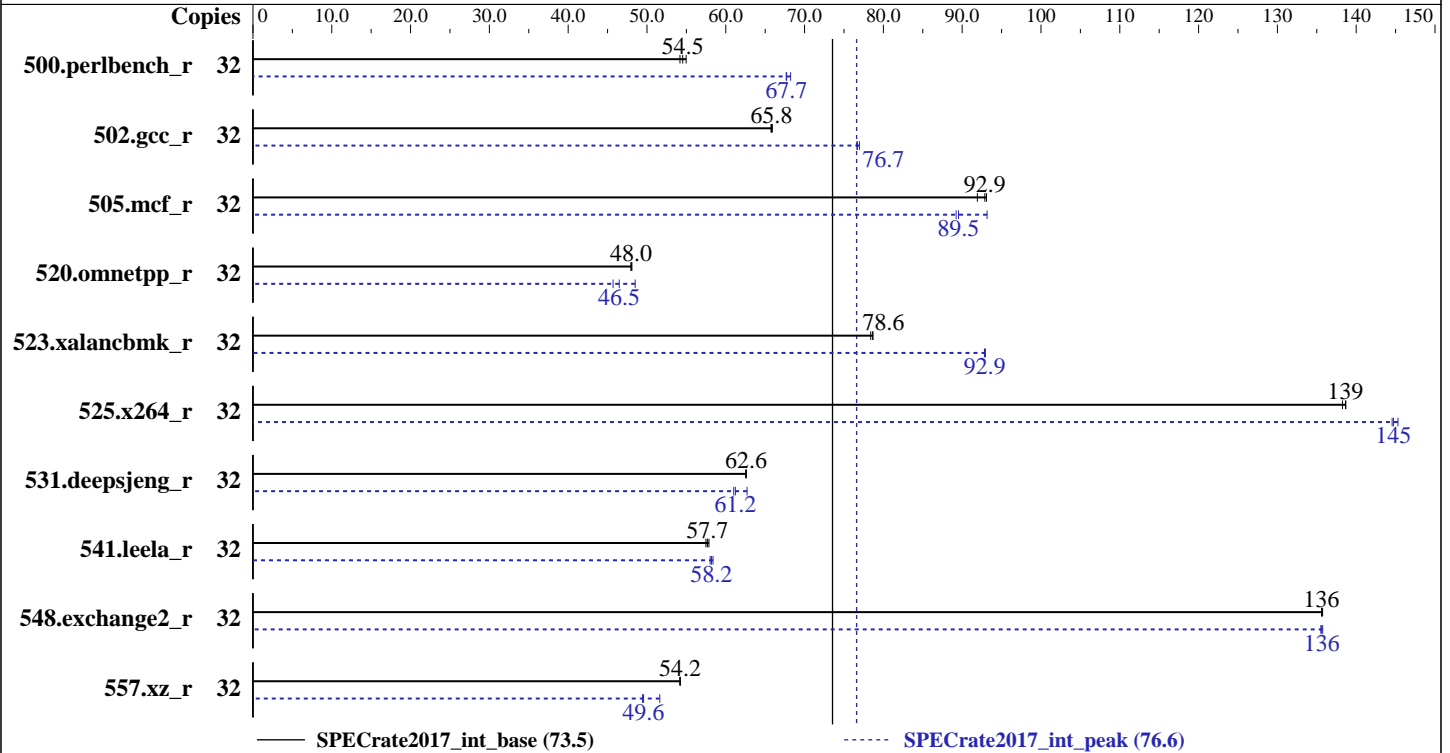 Copies 0 10.0 20.0 30.0 40.0 50.0 60.0 70.0 80.0 90.0 100 110 120 130 140 150
54.5
500.perlbench_r 32
67.7
65.8
502.gcc_r 32
76.7
92.9
505.mcf_r 32
89.5
48.0
520.omnetpp_r 32
46.5
78.6
523.xalancbmk_r 32
92.9
139
525.x264_r 32
145
62.6
531.deepsjeng_r 32
61.2
57.7
541.leela_r 32
58.2
136
548.exchange2_r 32
136
54.2
557.xz_r 32
49.6
SPECrate2017_int_base (73.5) SPECrate2017_int_peak (76.6)